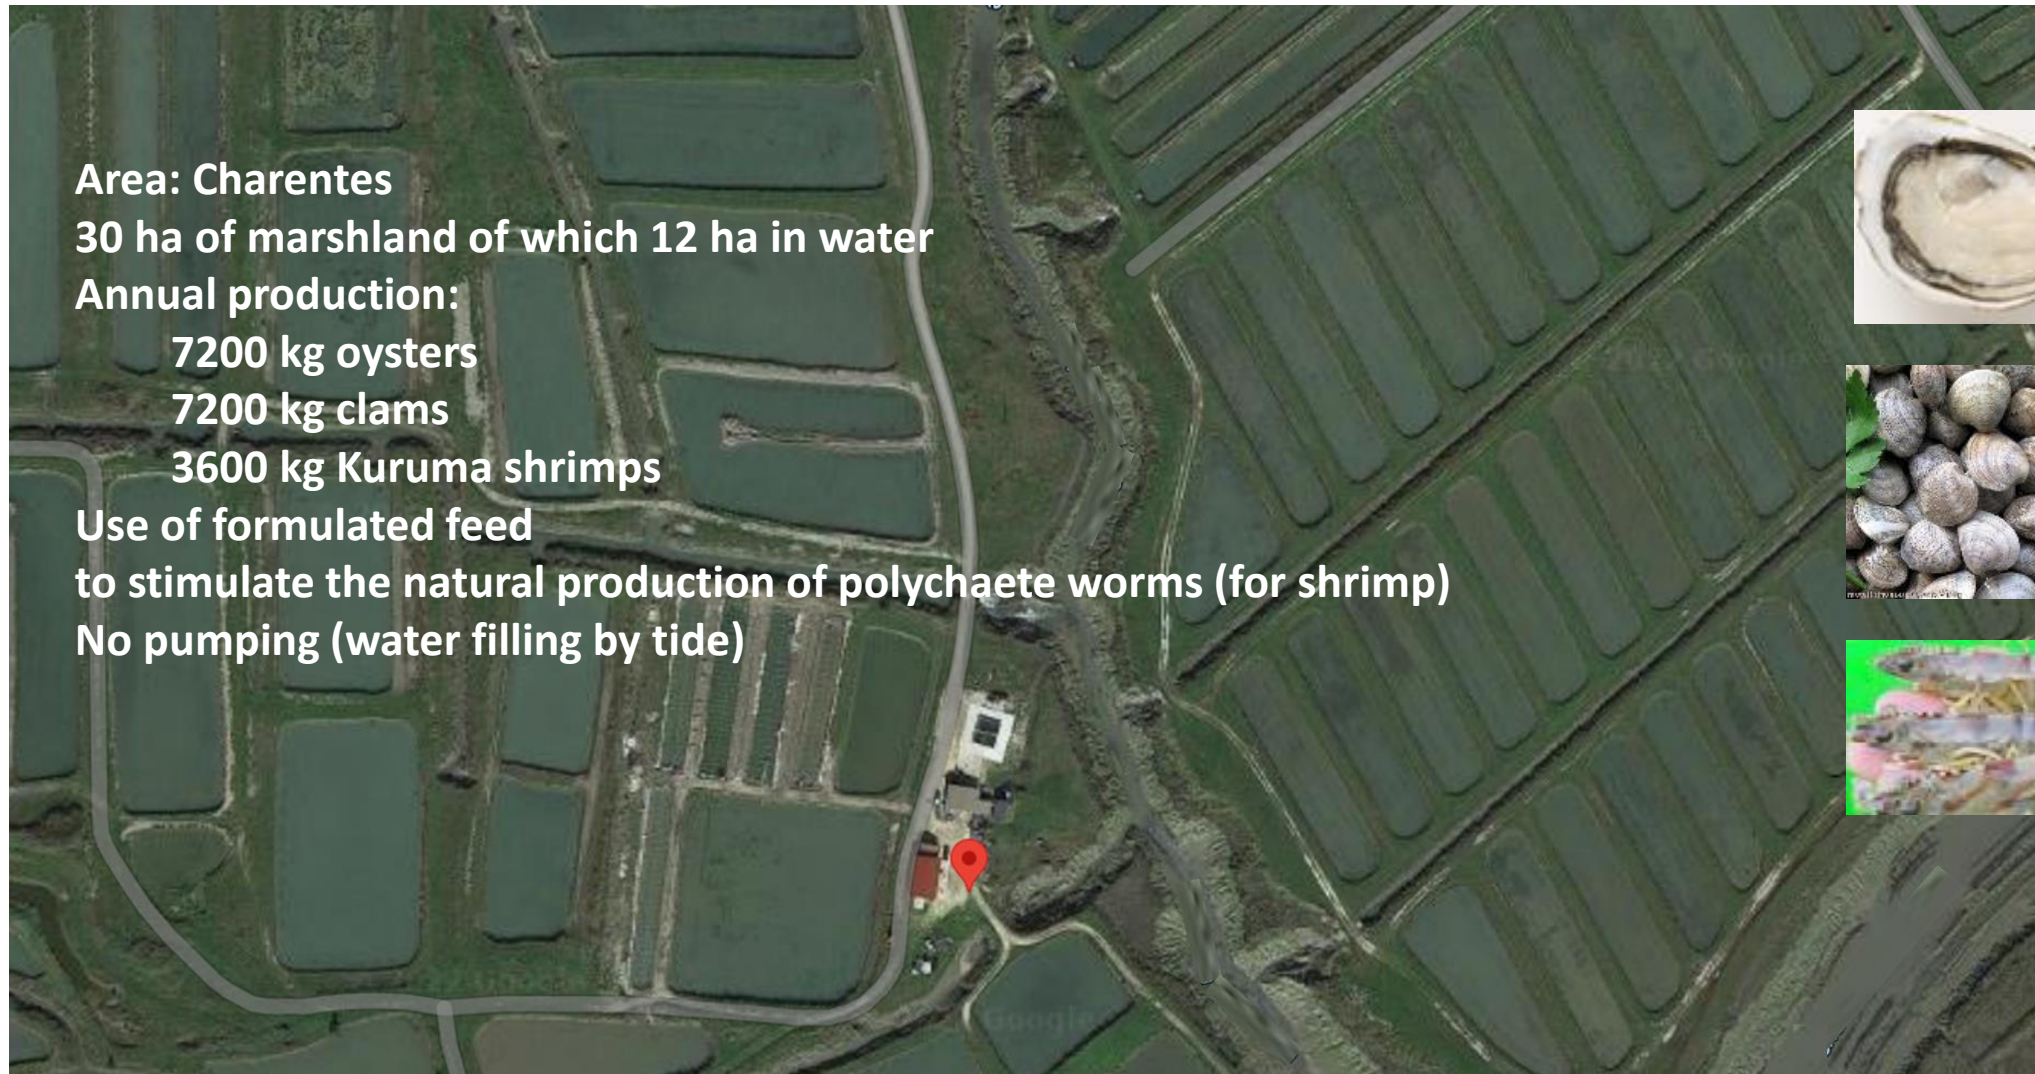 Area: Charentes
30 ha of marshland of which 12 ha in water
Annual production:
7200 kg oysters
7200 kg clams
3600 kg Kuruma shrimps
Use of formulated feed
to stimulate the natural production of polychaete worms (for shrimp)
No pumping (water filling by tide)
Google